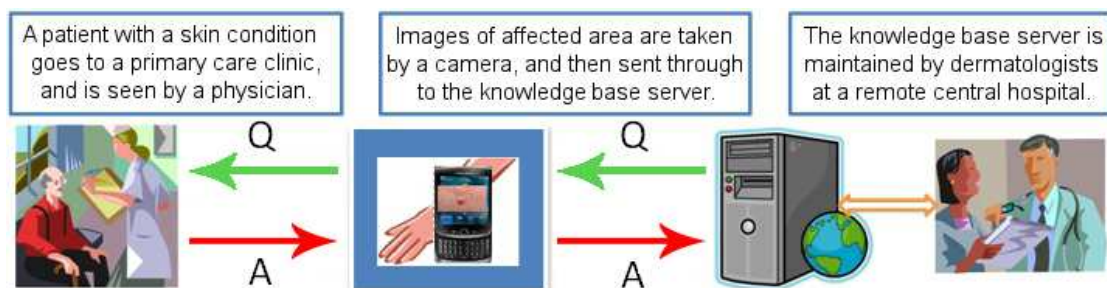 A patient with a skin condition
goes to a primary care clinic,
and is seen by a physician.
Images of affected area are taken
by a camera, and then sent through
to the knowledge base server.
The knowledge base server is
maintained by dermatologists
at a remote central hospital.
Q
Q
A
A